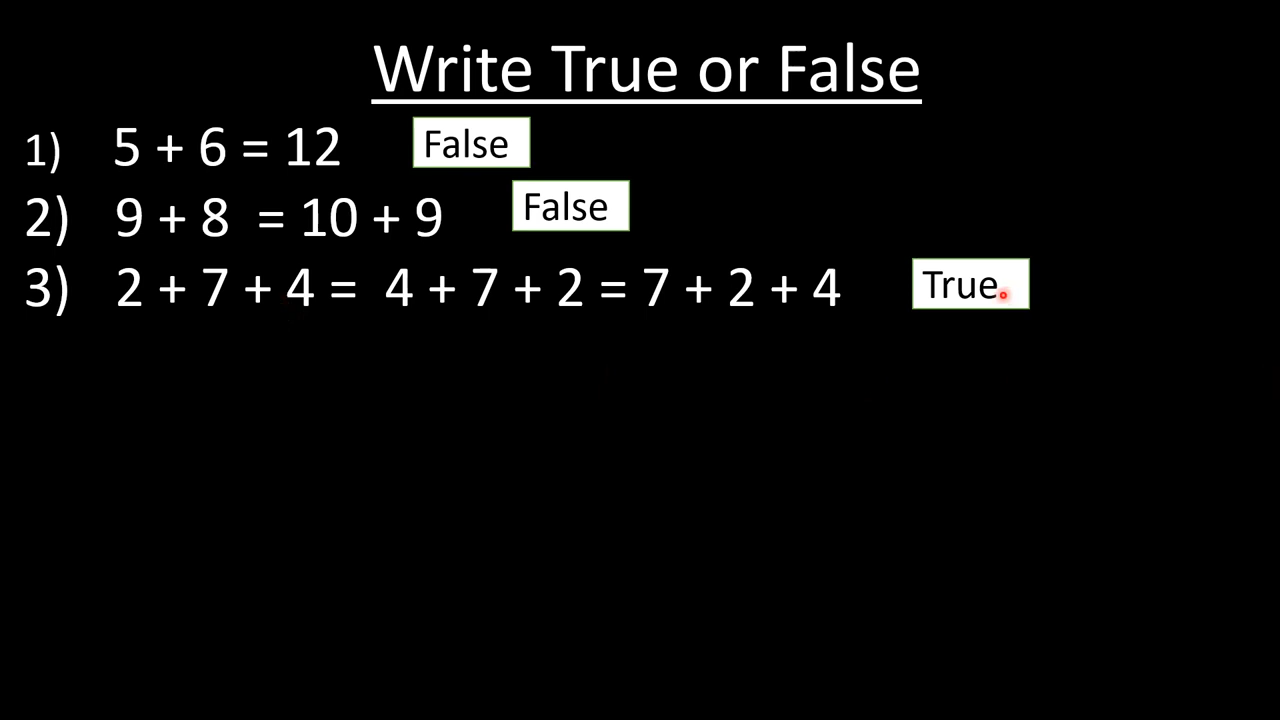 Write True or False
1) 5 + 6 = 12 False
2) 9 + 8 = 10 + 9 False
3) 2 + 7 + 4 = 4 + 7 + 2 = 7 + 2 + 4 True